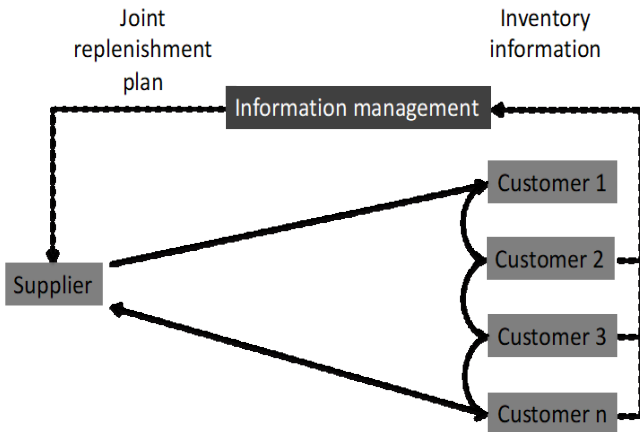 Joint
replenishment
plan
Inventory
information
Information management
Customer 1
Customer 2
Supplier
Customer 3
Customer n